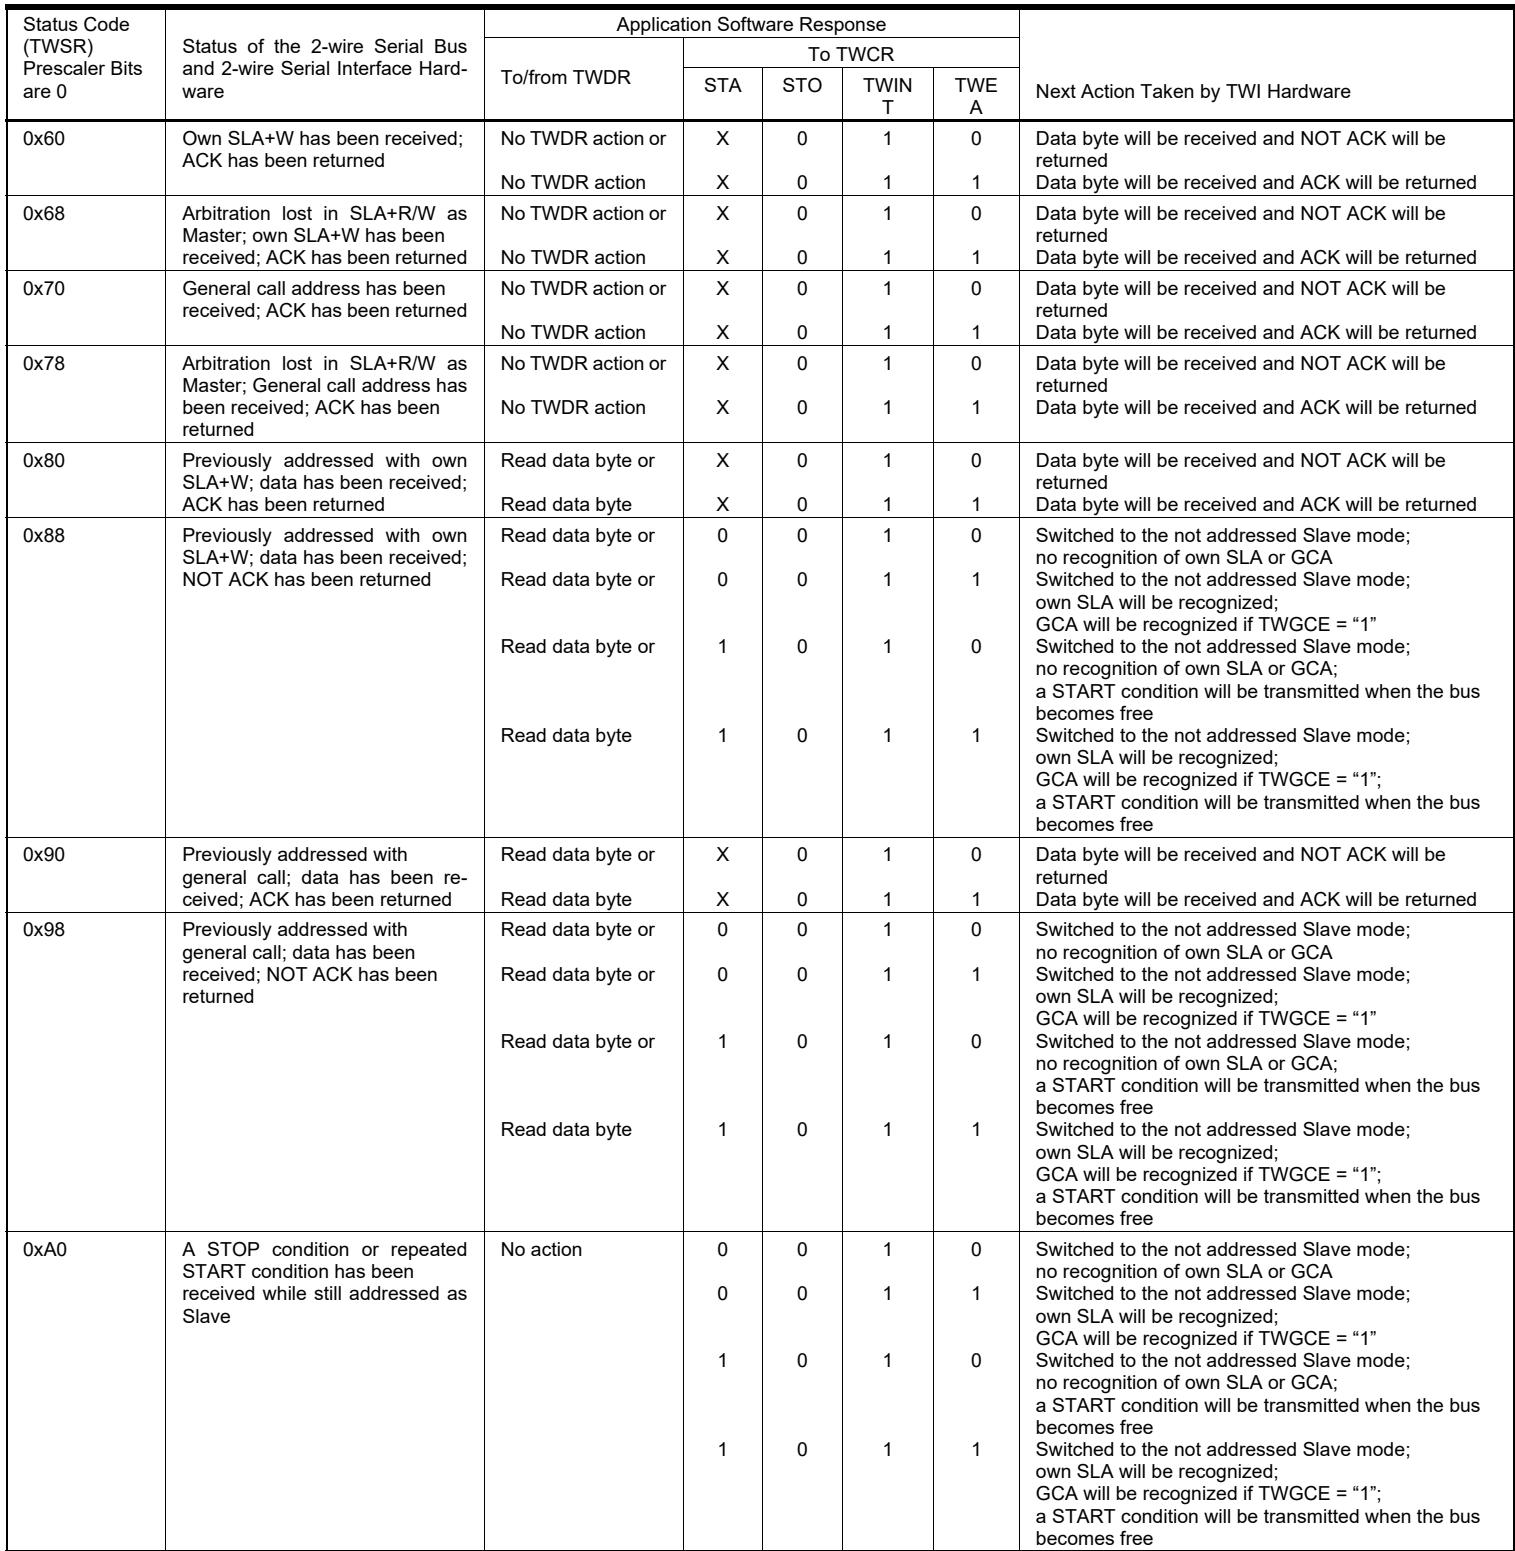 Status Code
(TWSR)
Prescaler Bits
are 0
Status of the 2-wire Serial Bus
and 2-wire Serial Interface Hard-
ware
Application Software Response
To/from TWDR
To TWCR
STA
STO
TWIN
T
TWE
A
Next Action Taken by TWI Hardware
0x60
Own SLA+W has been received;
ACK has been returned
No TWDR action or X 0 1 0 Data byte will be received and NOT ACK will be
returned
No TWDR action X 0 1 1 Data byte will be received and ACK will be returned
0x68
Arbitration lost in SLA+R/W as
Master; own SLA+W has been
received; ACK has been returned
No TWDR action or X 0 1 0 Data byte will be received and NOT ACK will be
returned
No TWDR action X 0 1 1 Data byte will be received and ACK will be returned
0x70
General call address has been
received; ACK has been returned
No TWDR action or X 0 1 0 Data byte will be received and NOT ACK will be
returned
No TWDR action X 0 1 1 Data byte will be received and ACK will be returned
0x78
Arbitration lost in SLA+R/W as
Master; General call address has
been received; ACK has been
returned
No TWDR action or X 0 1 0 Data byte will be received and NOT ACK will be
returned
No TWDR action X 0 1 1 Data byte will be received and ACK will be returned
0x80
Previously addressed with own
SLA+W; data has been received;
ACK has been returned
Read data byte or X 0 1 0 Data byte will be received and NOT ACK will be
returned
Read data byte X 0 1 1 Data byte will be received and ACK will be returned
0x88
Previously addressed with own
SLA+W; data has been received;
NOT ACK has been returned
Read data byte or 0 0 1 0 Switched to the not addressed Slave mode;
no recognition of own SLA or GCA
Read data byte or 0 0 1 1 Switched to the not addressed Slave mode;
own SLA will be recognized;
GCA will be recognized if TWGCE = “1”
Read data byte or 1 0 1 0 Switched to the not addressed Slave mode;
no recognition of own SLA or GCA;
a START condition will be transmitted when the bus
becomes free
Read data byte 1 0 1 1 Switched to the not addressed Slave mode;
own SLA will be recognized;
GCA will be recognized if TWGCE = “1”;
a START condition will be transmitted when the bus
becomes free
0x90
Previously addressed with
general call; data has been re-
ceived; ACK has been returned
Read data byte or X 0 1 0 Data byte will be received and NOT ACK will be
returned
Read data byte X 0 1 1 Data byte will be received and ACK will be returned
0x98
Previously addressed with
general call; data has been
received; NOT ACK has been
returned
Read data byte or 0 0 1 0 Switched to the not addressed Slave mode;
no recognition of own SLA or GCA
Read data byte or 0 0 1 1 Switched to the not addressed Slave mode;
own SLA will be recognized;
GCA will be recognized if TWGCE = “1”
Read data byte or 1 0 1 0 Switched to the not addressed Slave mode;
no recognition of own SLA or GCA;
a START condition will be transmitted when the bus
becomes free
Read data byte 1 0 1 1 Switched to the not addressed Slave mode;
own SLA will be recognized;
GCA will be recognized if TWGCE = “1”;
a START condition will be transmitted when the bus
becomes free
0xA0
A STOP condition or repeated
START condition has been
received while still addressed as
Slave
No action 0 0 1 0 Switched to the not addressed Slave mode;
no recognition of own SLA or GCA
0 0 1 1 Switched to the not addressed Slave mode;
own SLA will be recognized;
GCA will be recognized if TWGCE = “1”
1 0 1 0 Switched to the not addressed Slave mode;
no recognition of own SLA or GCA;
a START condition will be transmitted when the bus
becomes free
1 0 1 1 Switched to the not addressed Slave mode;
own SLA will be recognized;
GCA will be recognized if TWGCE = “1”;
a START condition will be transmitted when the bus
becomes free